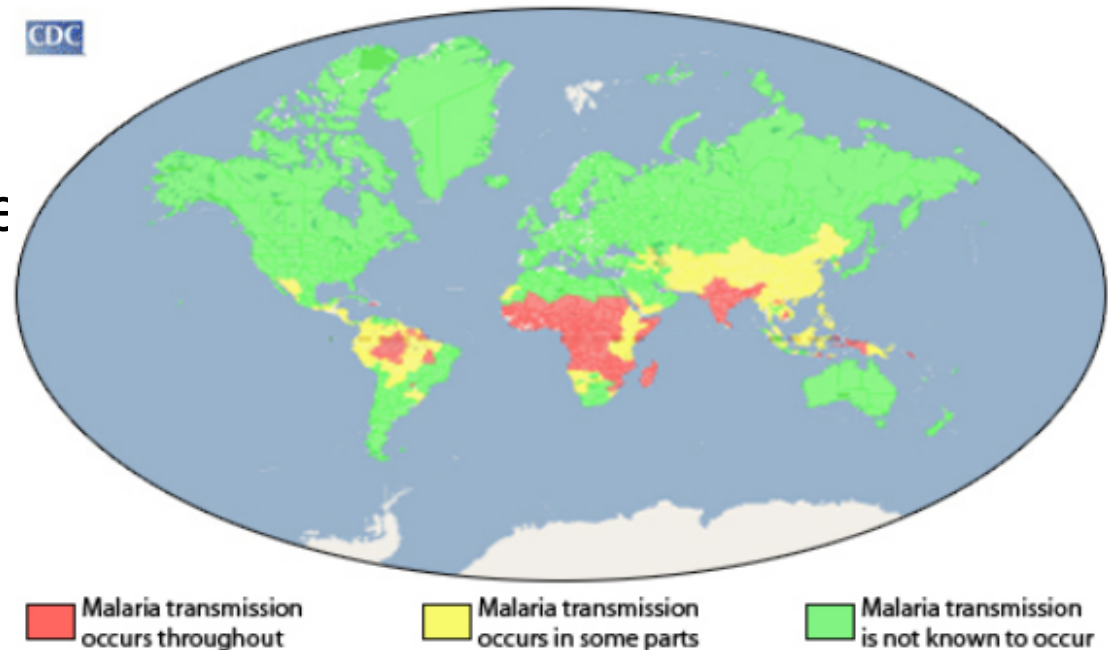 CDC
e
Malaria transmission
occurs throughout
Malaria transmission
occurs in some parts
Malaria transmission
is not known to occur